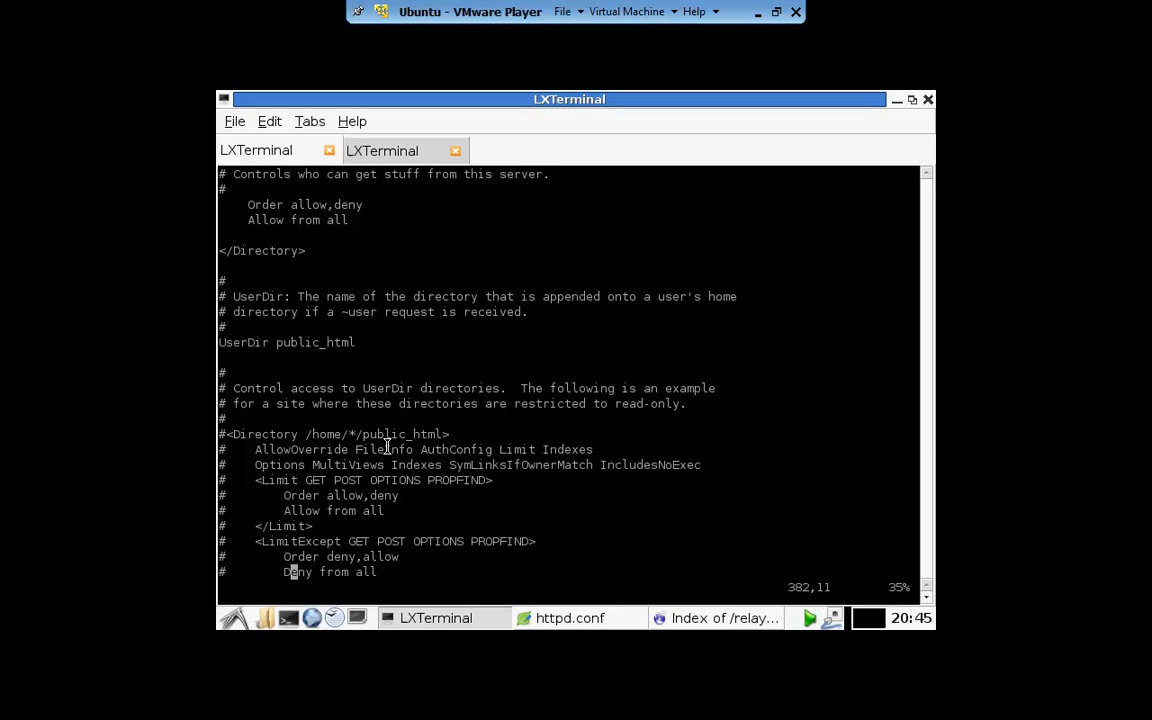 Ubuntu - VMware Player File Virtual Machine Help
LXTerminal
File Edit Tabs Help
LXTerminal LXTerminal
# Controls who can get stuff from this server.
#
Order allow,deny
Allow from all
</Directory>
#
# UserDir: The name of the directory that is appended onto a user's home
# directory if a ~user request is received.
#
UserDir public_html
#
# Control access to UserDir directories.  The following is an example
# for a site where these directories are restricted to read-only.
#
#<Directory /home/*/public_html>
#    AllowOverride FileInfo AuthConfig Limit Indexes
#    Options MultiViews Indexes SymLinksIfOwnerMatch IncludesNoExec
#    <Limit GET POST OPTIONS PROPFIND>
#        Order allow,deny
#        Allow from all
#    </Limit>
#    <LimitExcept GET POST OPTIONS PROPFIND>
#        Order deny,allow
#        Deny from all
382,11 35%
LXTerminal httpd.conf Index of /relay... 20:45